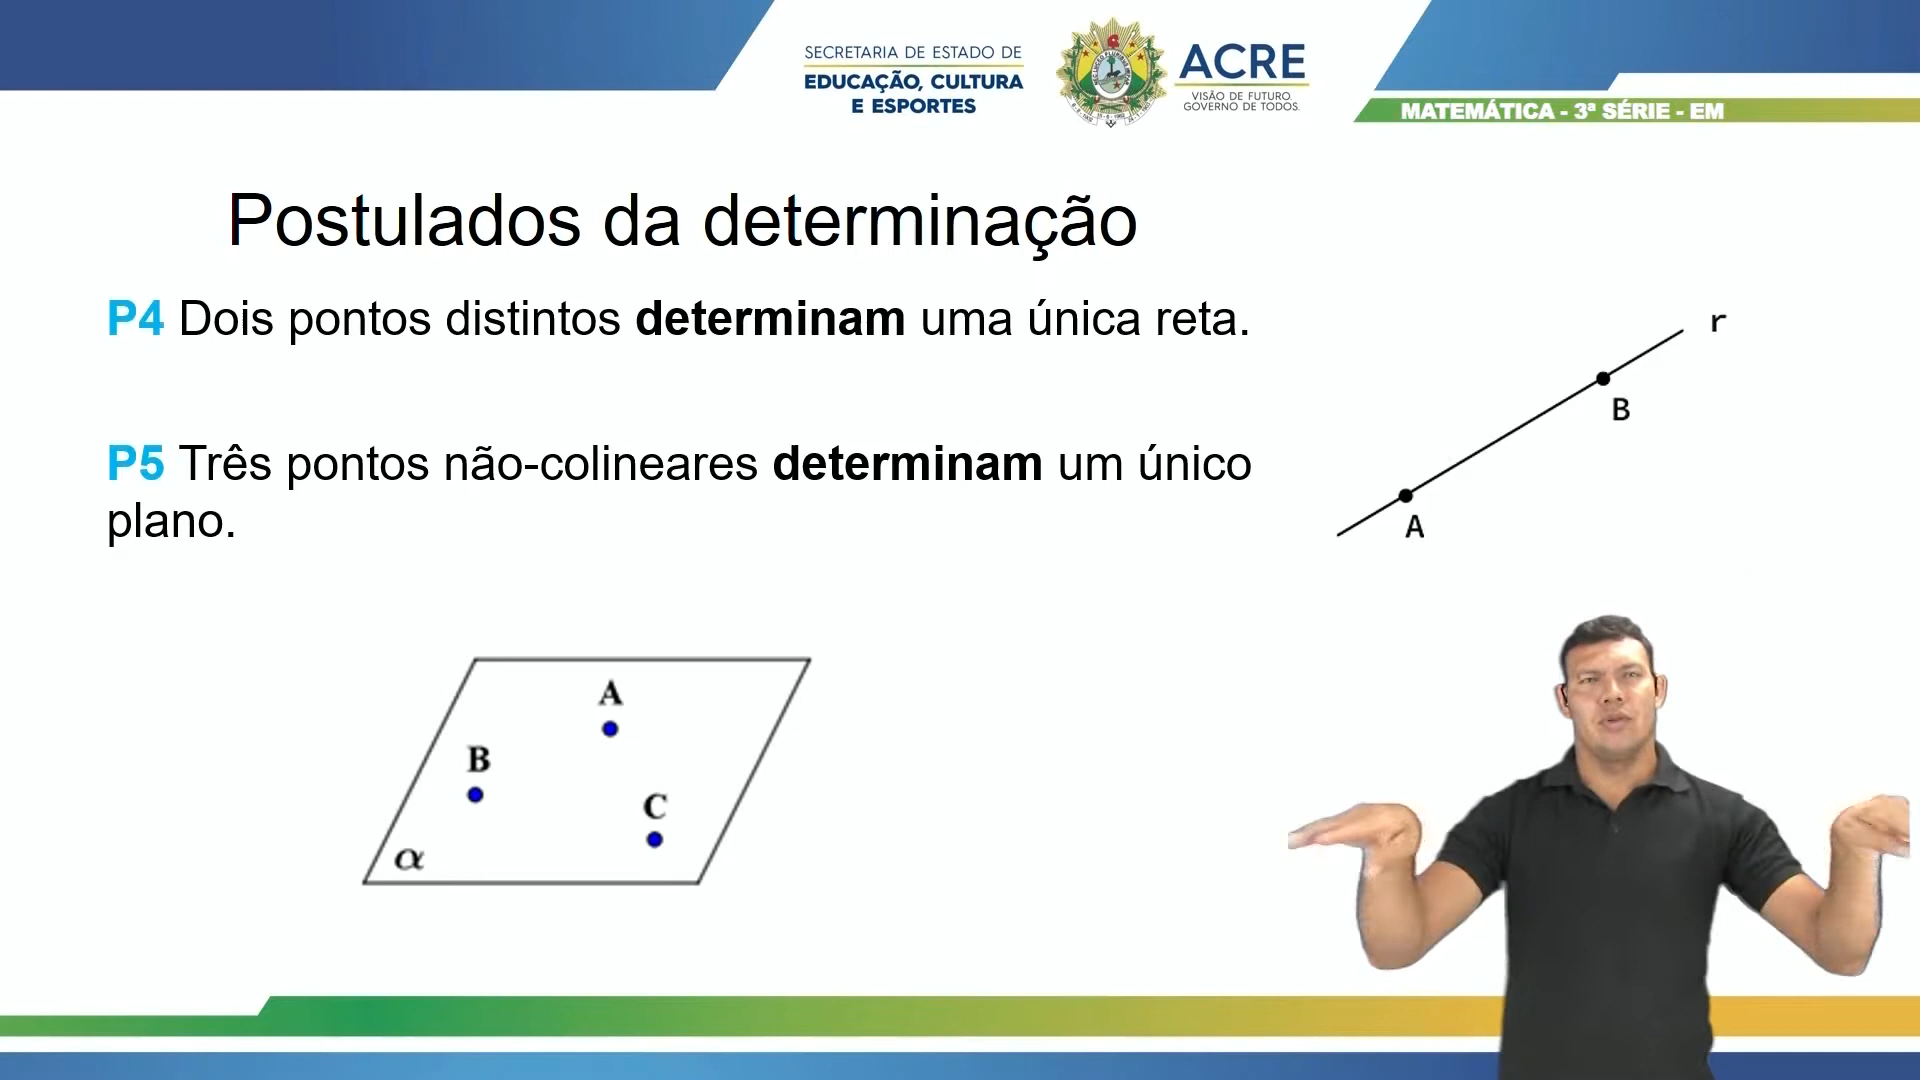 SECRETARIA DE ESTADO DE
EDUCAÇÃO, CULTURA
E ESPORTES
ACRE
VISÃO DE FUTURO.
GOVERNO DE TODOS.
MATEMÁTICA - 3ª SÉRIE - EM
Postulados da determinação
P4 Dois pontos distintos determinam uma única reta.
r
B
A
P5 Três pontos não-colineares determinam um único
plano.
A
B
C
α